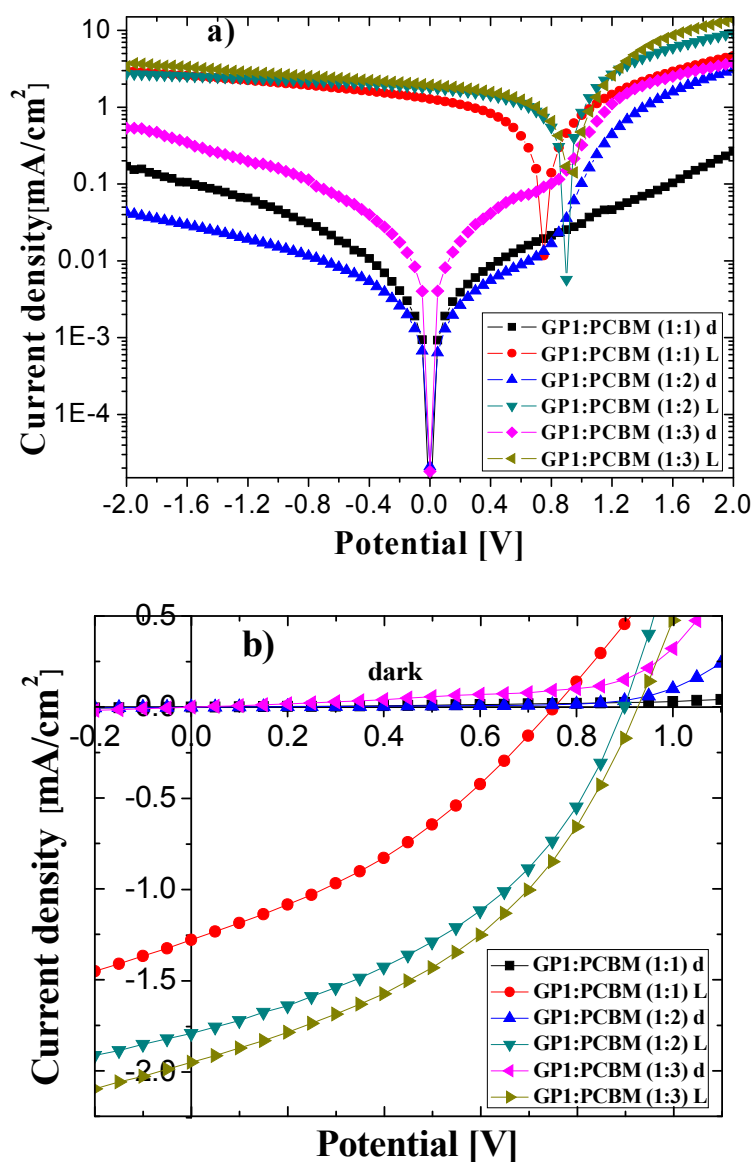 a)
10
1
0.1
0.01
1E-3
1E-4
Current density[mA/cm²]
GP1:PCBM (1:1) d
GP1:PCBM (1:1) L
GP1:PCBM (1:2) d
GP1:PCBM (1:2) L
GP1:PCBM (1:3) d
GP1:PCBM (1:3) L
-2.0 -1.6 -1.2 -0.8 -0.4 0.0 0.4 0.8 1.2 1.6 2.0
Potential [V]
b)
dark
0.5
0.0
-0.5
-1.0
-1.5
-2.0
Current density [mA/cm²]
-0.2 0.0 0.2 0.4 0.6 0.8 1.0
GP1:PCBM (1:1) d
GP1:PCBM (1:1) L
GP1:PCBM (1:2) d
GP1:PCBM (1:2) L
GP1:PCBM (1:3) d
GP1:PCBM (1:3) L
Potential [V]